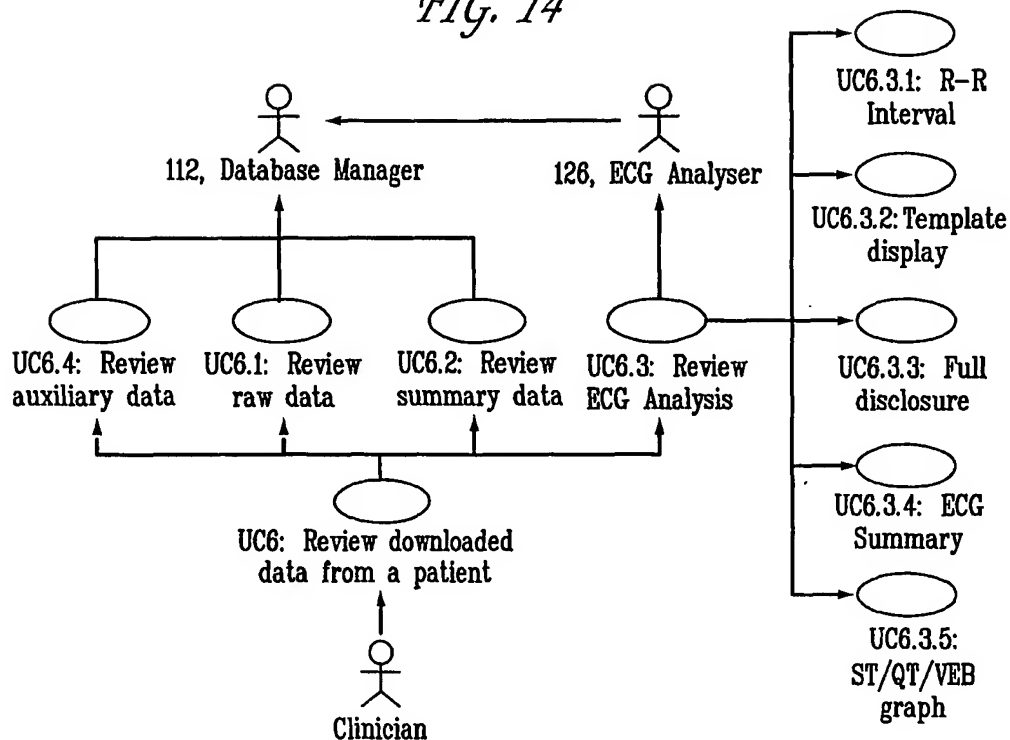 FIG. 14
112, Database Manager
126, ECG Analyser
UC6.4: Review
auxiliary data
UC6.1: Review
raw data
UC6.2: Review
summary data
UC6.3: Review
ECG Analysis
UC6: Review downloaded
data from a patient
Clinician
UC6.3.1: R-R
Interval
UC6.3.2: Template
display
UC6.3.3: Full
disclosure
UC6.3.4: ECG
Summary
UC6.3.5:
ST/QT/VEB
graph